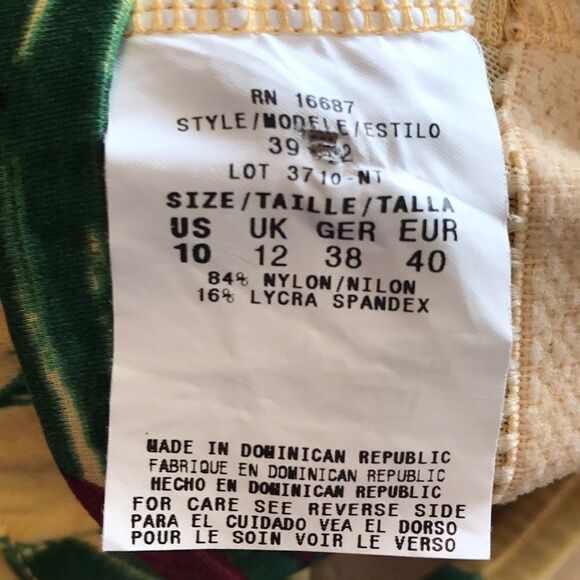 RN 16687
STYLE/MODELE/ESTILO
39 2
LOT 3710-NT
SIZE/TAILLE/TALLA
US UK GER EUR
10 12 38 40
84% NYLON/NILON
16% LYCRA SPANDEX
MADE IN DOMINICAN REPUBLIC
FABRIQUE EN DOMINICAN REPUBLIC
HECHO EN DOMINICAN REPUBLIC
FOR CARE SEE REVERSE SIDE
PARA EL CUIDADO VEA EL DORSO
POUR LE SOIN VOIR LE VERSO